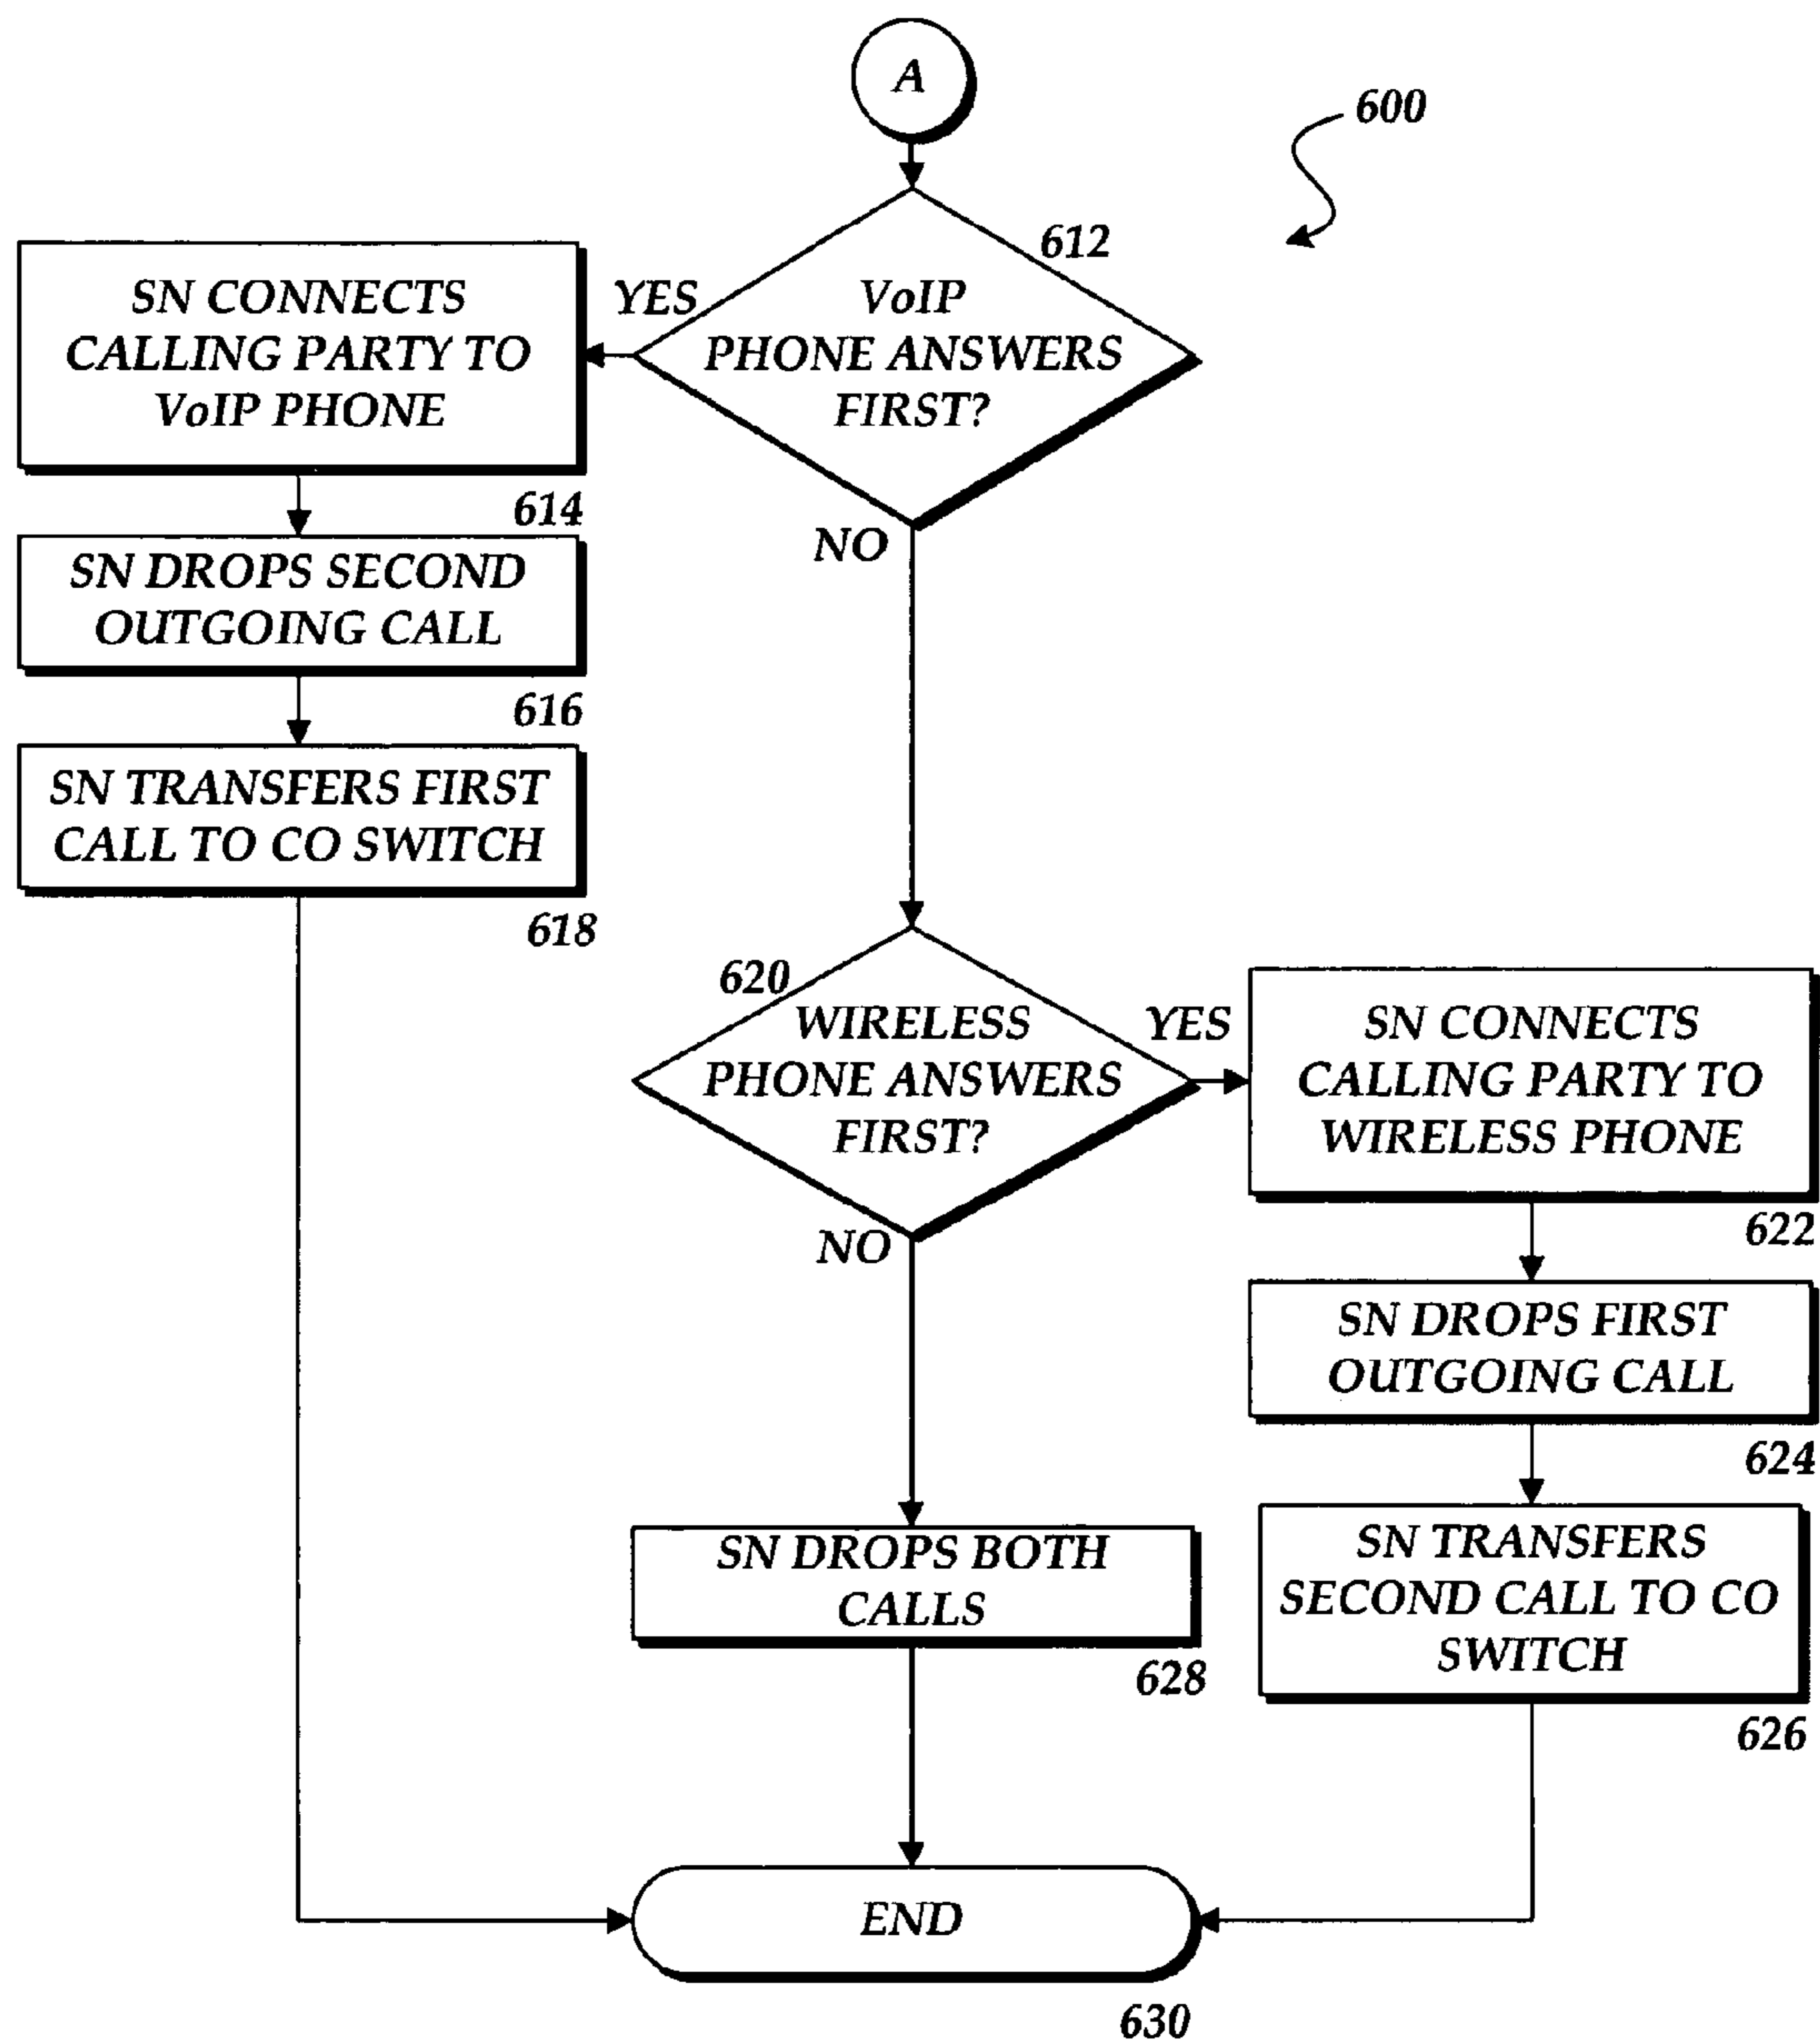 A
600
612
VoIP
PHONE ANSWERS
FIRST?
YES
NO
SN CONNECTS
CALLING PARTY TO
VoIP PHONE
614
SN DROPS SECOND
OUTGOING CALL
616
SN TRANSFERS FIRST
CALL TO CO SWITCH
618
620
WIRELESS
PHONE ANSWERS
FIRST?
YES
NO
SN CONNECTS
CALLING PARTY TO
WIRELESS PHONE
622
SN DROPS FIRST
OUTGOING CALL
624
SN TRANSFERS
SECOND CALL TO CO
SWITCH
626
SN DROPS BOTH
CALLS
628
END
630